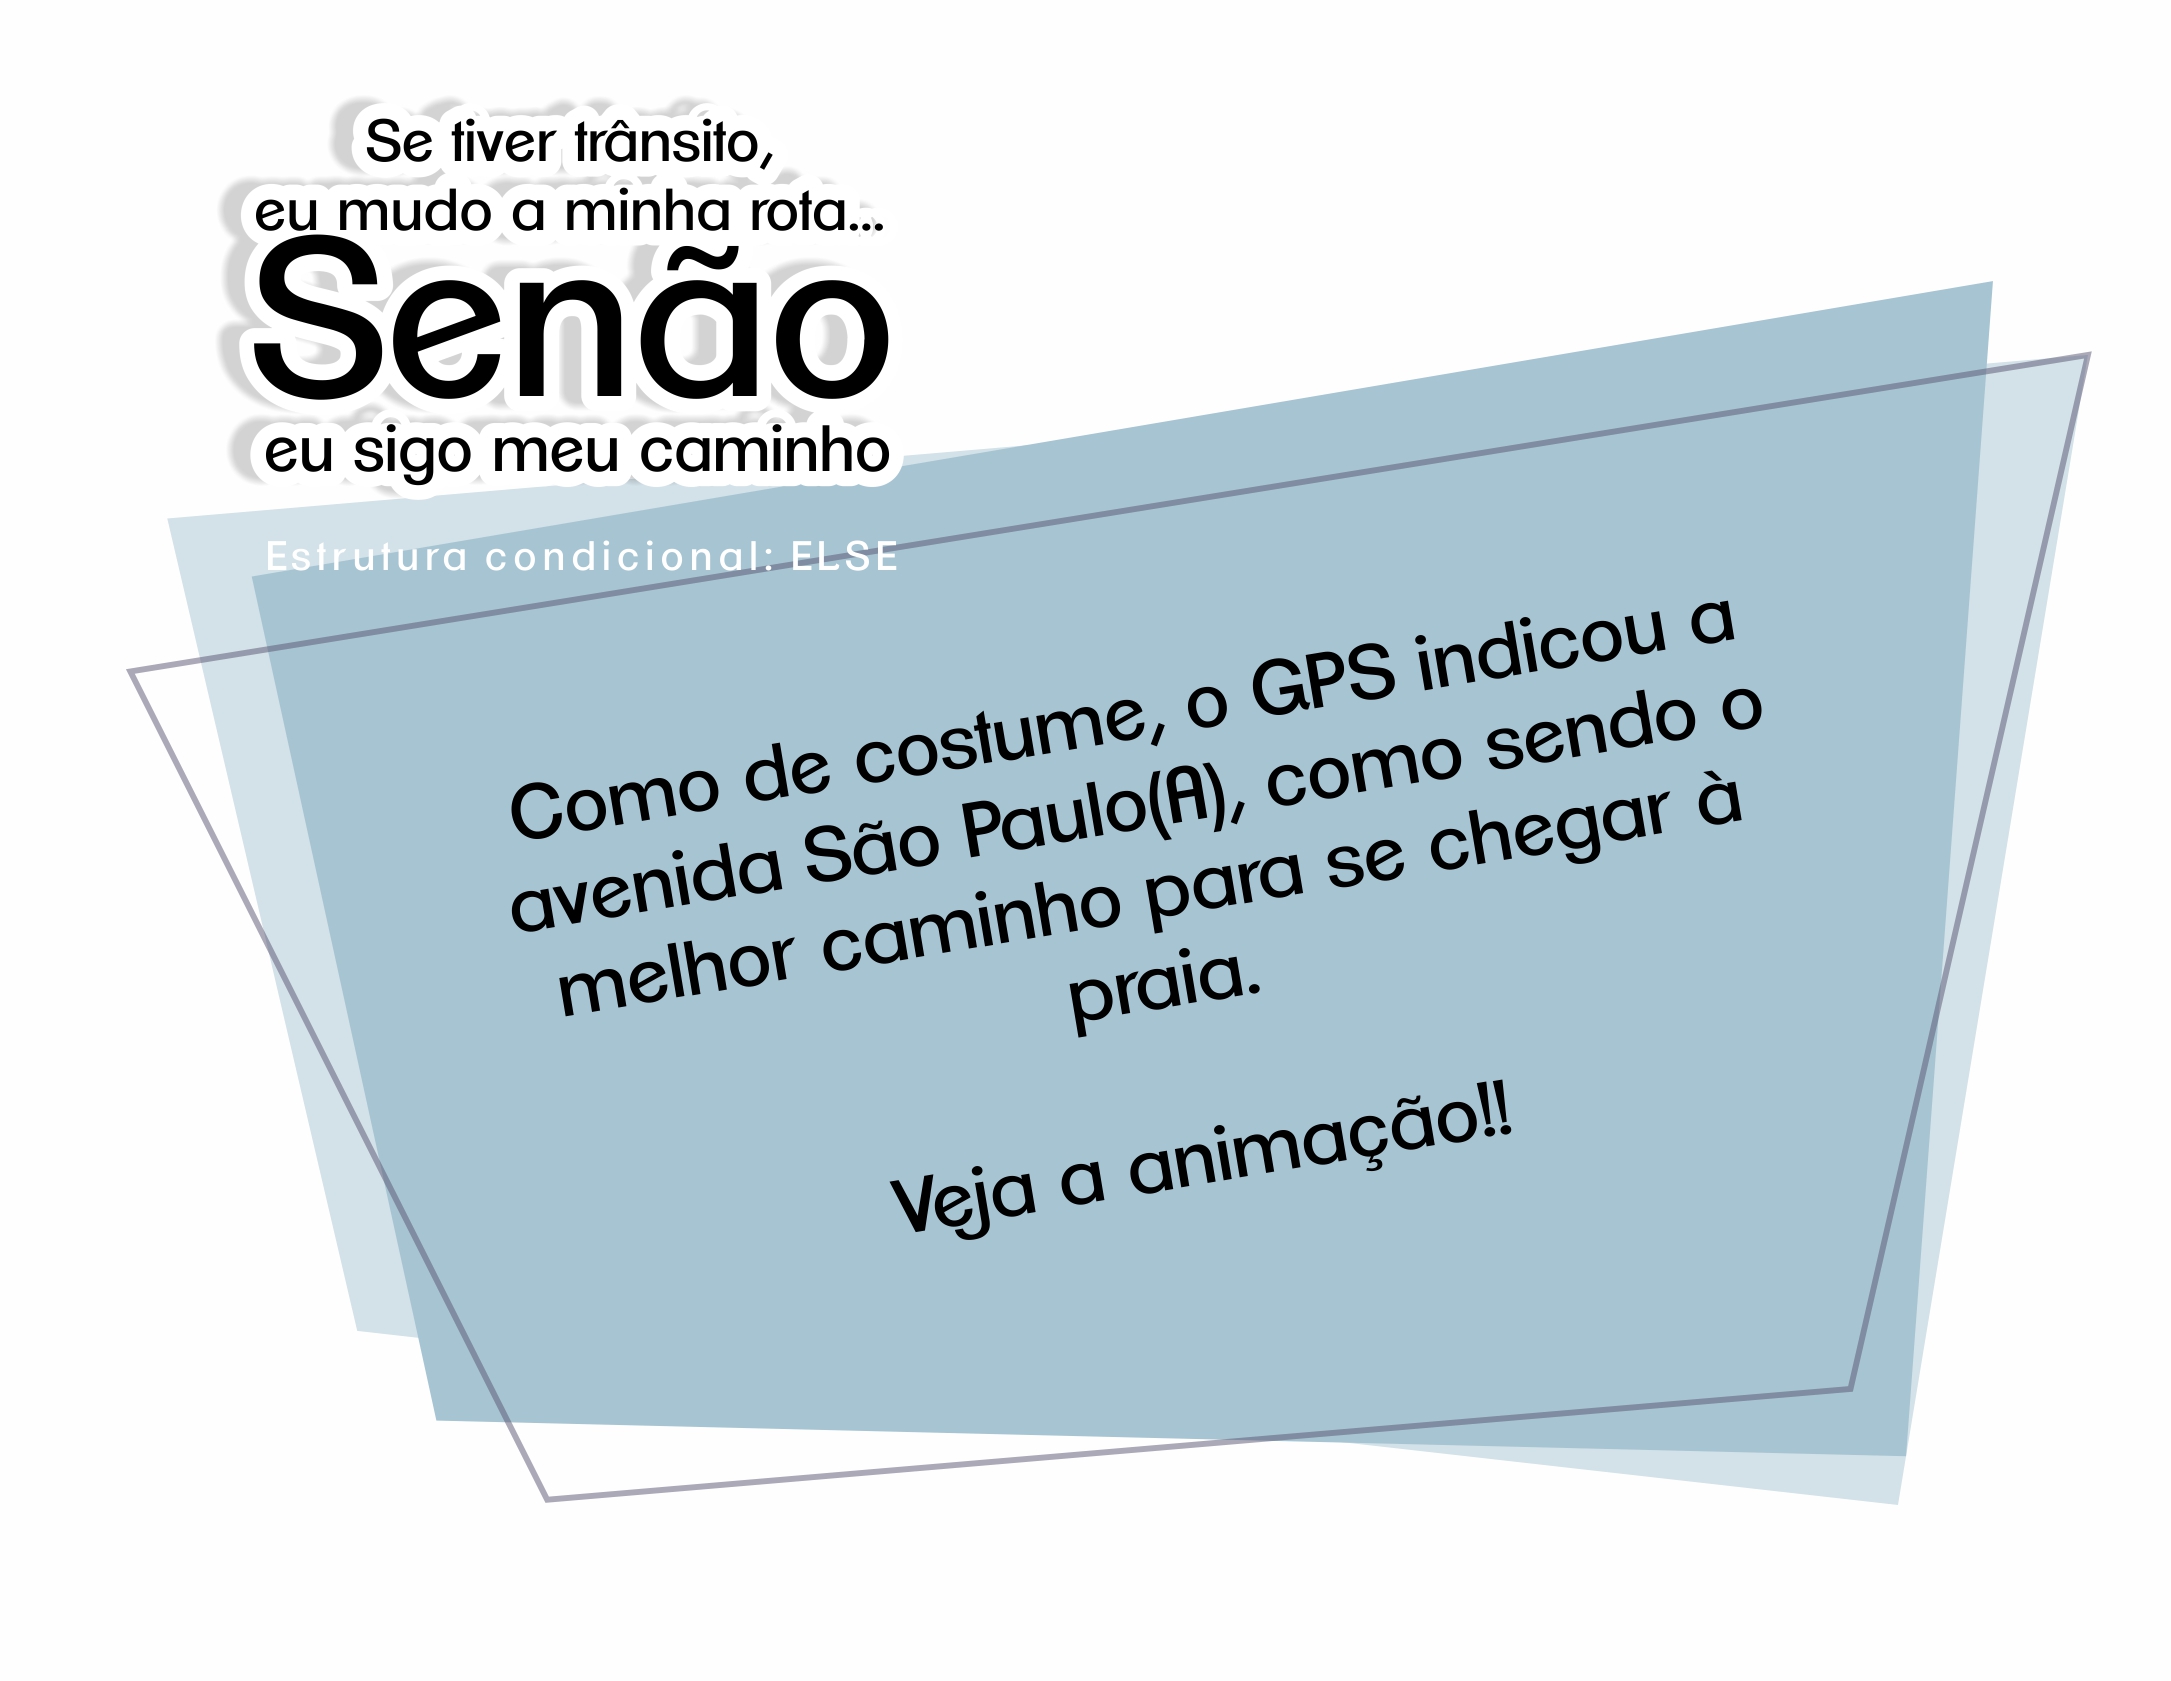 Se tiver trânsito,
eu mudo a minha rota...
Senão
eu sigo meu caminho
Estrutura condicional: ELSE
Como de costume, o GPS indicou a
avenida São Paulo(A), como sendo o
melhor caminho para se chegar à
praia.
Veja a animação!!